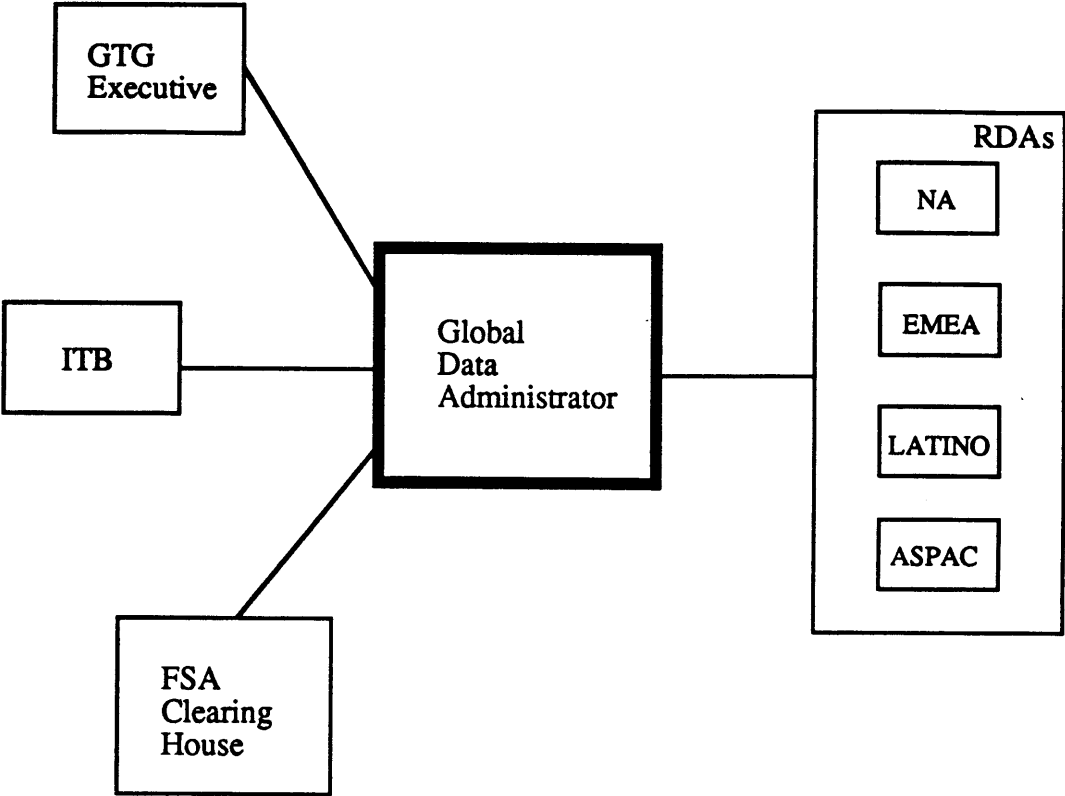 GTG
Executive
ITB
FSA
Clearing
House
Global
Data
Administrator
RDAs
NA
EMEA
LATINO
ASPAC